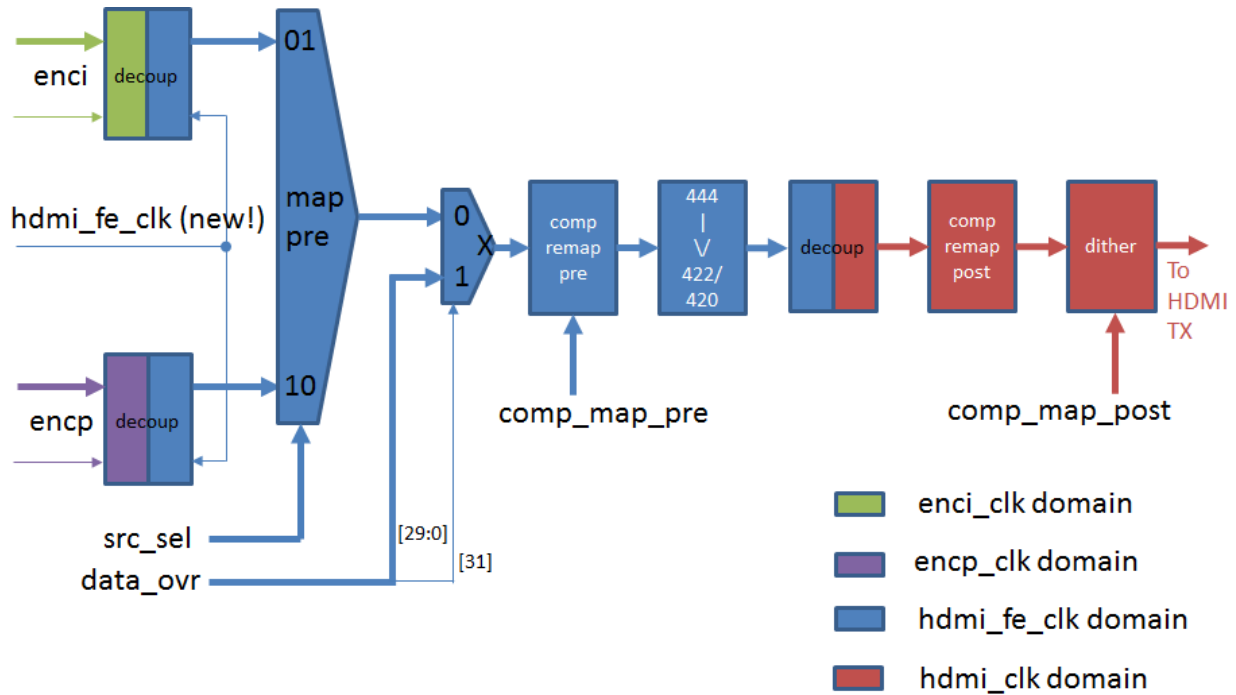 enci
decoup
01
hdmi_fe_clk (new!)
map
pre
encp
decoup
10
src_sel
data_ovr
[29:0]
[31]
0
1
X
comp
remap
pre
comp_map_pre
444
|
\/
422/
420
decoup
comp
remap
post
dither
comp_map_post
To
HDMI
TX
enci_clk domain
encp_clk domain
hdmi_fe_clk domain
hdmi_clk domain